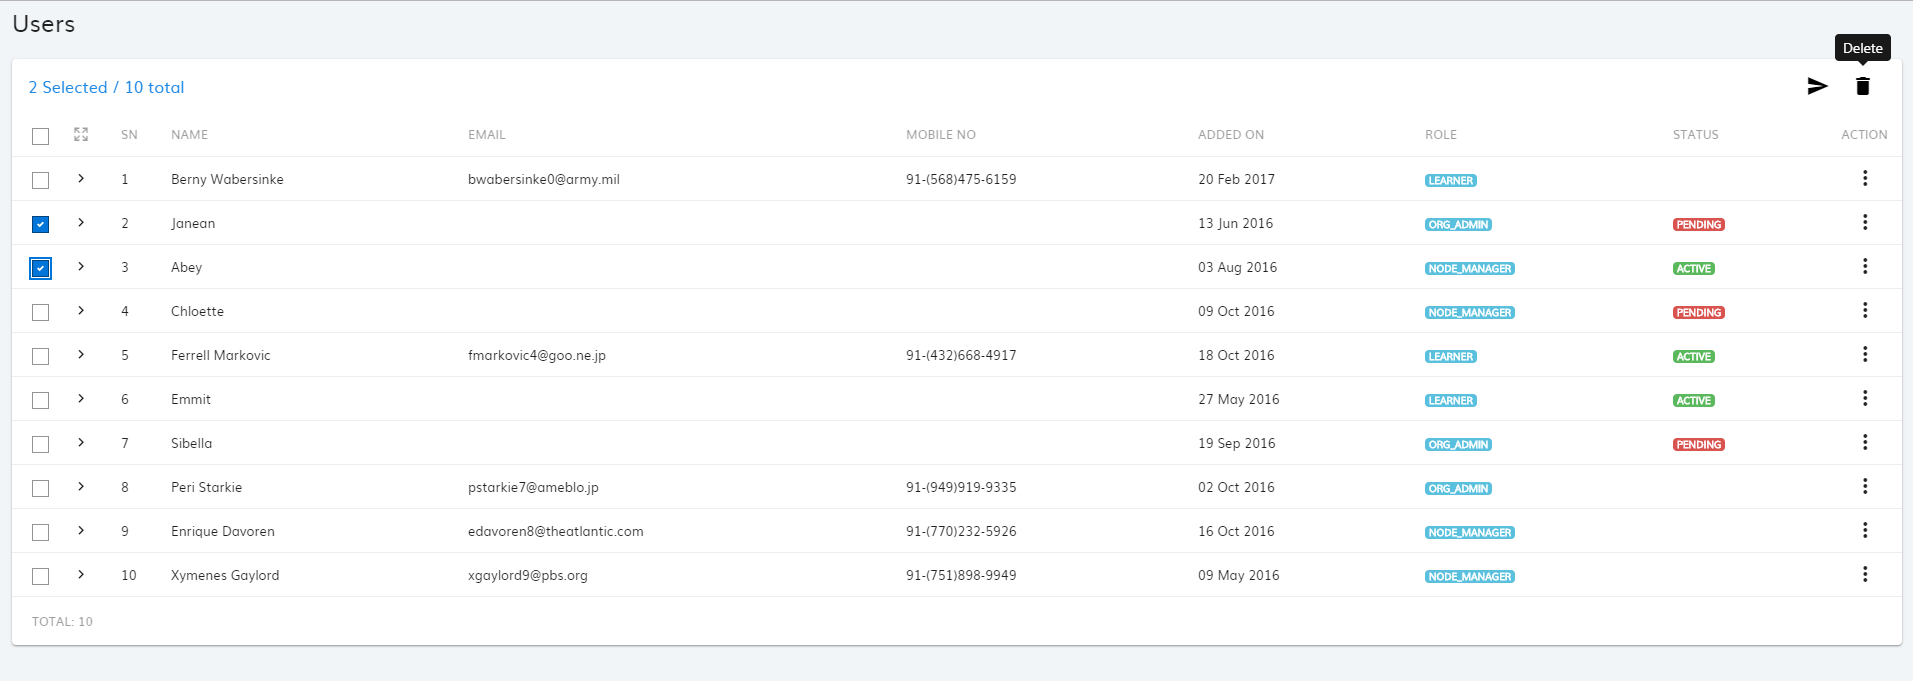 Users
Delete
2 Selected / 10 total
SN NAME EMAIL MOBILE NO ADDED ON ROLE STATUS ACTION
1 Berny Wabersinke bwabersinke0@army.mil 91-(568)475-6159 20 Feb 2017 LEARNER
2 Janean 13 Jun 2016 ORG_ADMIN PENDING
3 Abey 03 Aug 2016 NODE_MANAGER ACTIVE
4 Chloette 09 Oct 2016 NODE_MANAGER PENDING
5 Ferrell Markovic fmarkovic4@goo.ne.jp 91-(432)668-4917 18 Oct 2016 LEARNER ACTIVE
6 Emmit 27 May 2016 LEARNER ACTIVE
7 Sibella 19 Sep 2016 ORG_ADMIN PENDING
8 Peri Starkie pstarkie7@ameblo.jp 91-(949)919-9335 02 Oct 2016 ORG_ADMIN
9 Enrique Davoren edavoren8@theatlantic.com 91-(770)232-5926 16 Oct 2016 NODE_MANAGER
10 Xymenes Gaylord xgaylord9@pbs.org 91-(751)898-9949 09 May 2016 NODE_MANAGER
TOTAL: 10